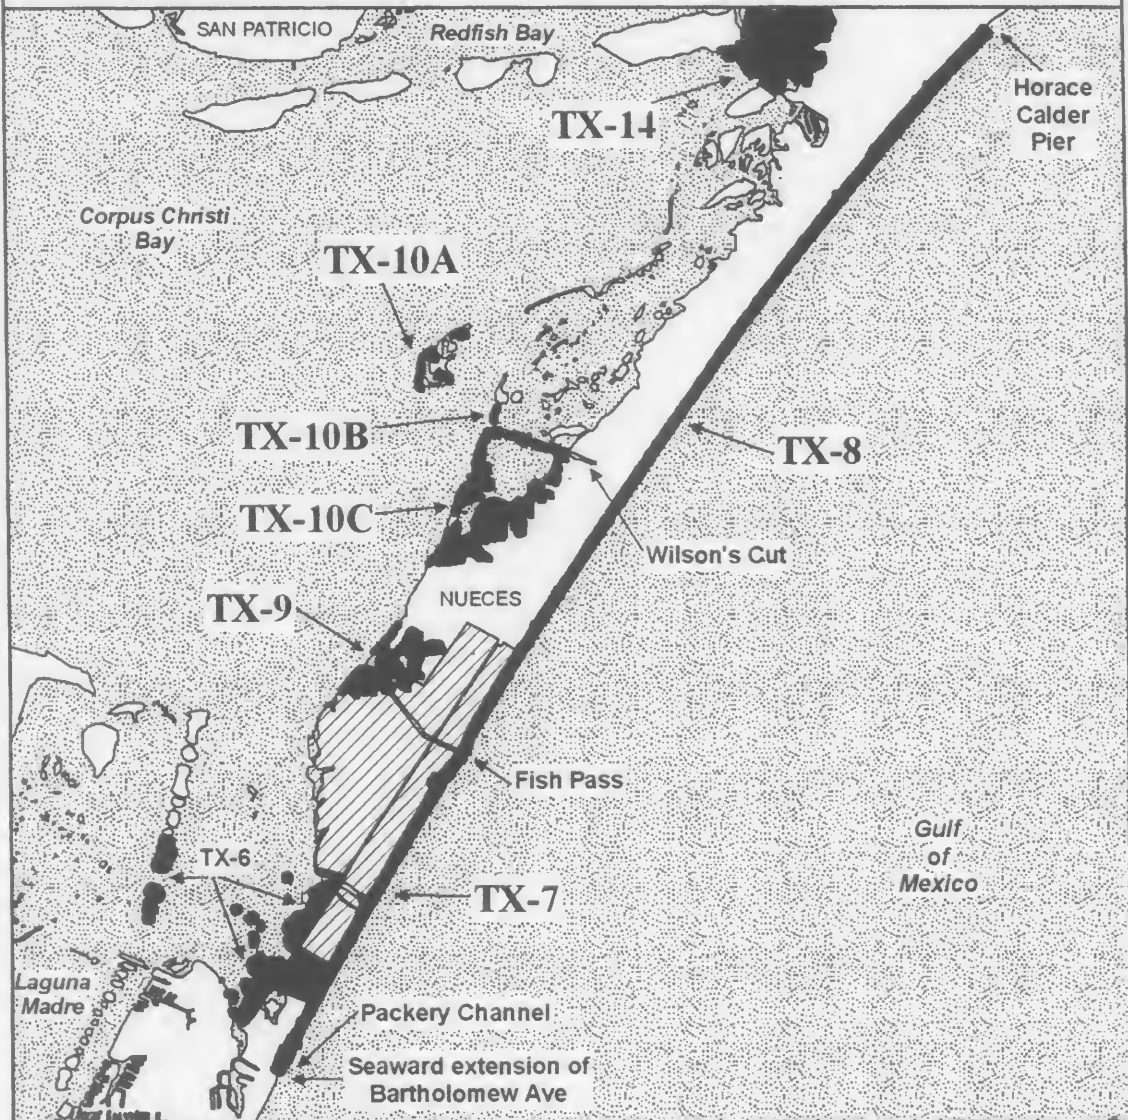 SAN PATRICIO
Redfish Bay
Horace
Calder
Pier
TX-14
Corpus Christi
Bay
TX-10A
TX-10B
TX-8
TX-10C
Wilson's Cut
NUECES
TX-9
Fish Pass
Gulf
of
Mexico
TX-6
TX-7
Laguna
Madre
Packery Channel
Seaward extension of
Bartholomew Ave